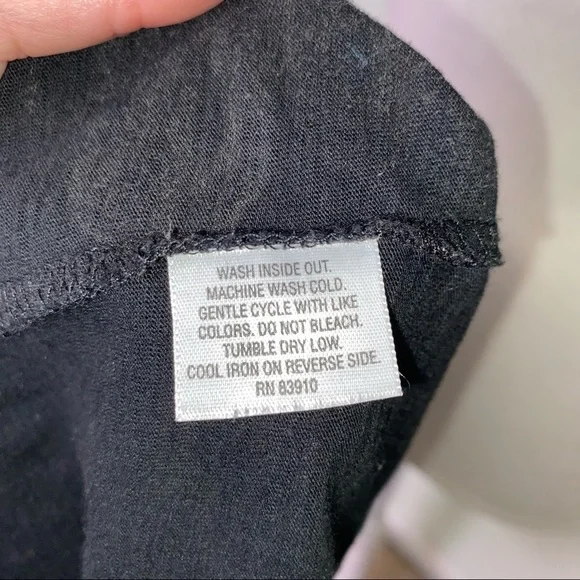 WASH INSIDE OUT.
MACHINE WASH COLD.
GENTLE CYCLE WITH LIKE
COLORS. DO NOT BLEACH.
TUMBLE DRY LOW.
COOL IRON ON REVERSE SIDE.
RN 83910